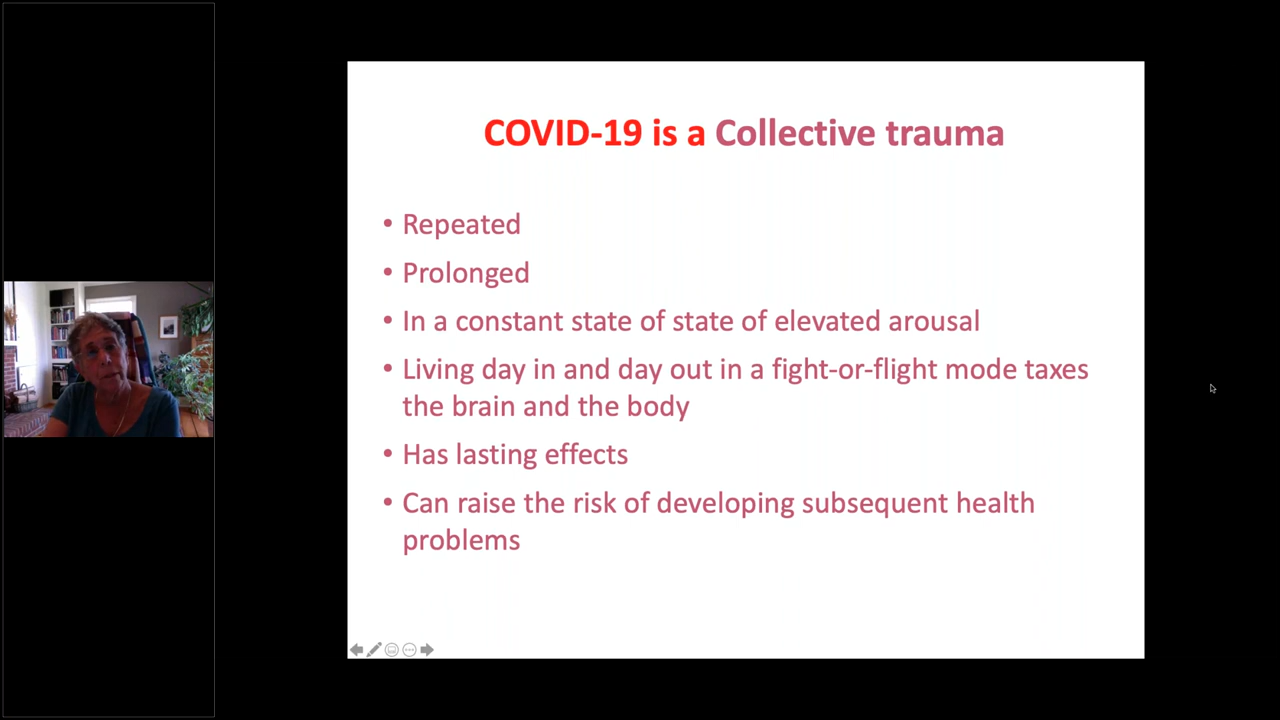 COVID-19 is a Collective trauma
• Repeated
• Prolonged
• In a constant state of state of elevated arousal
• Living day in and day out in a fight-or-flight mode taxes
the brain and the body
• Has lasting effects
• Can raise the risk of developing subsequent health
problems